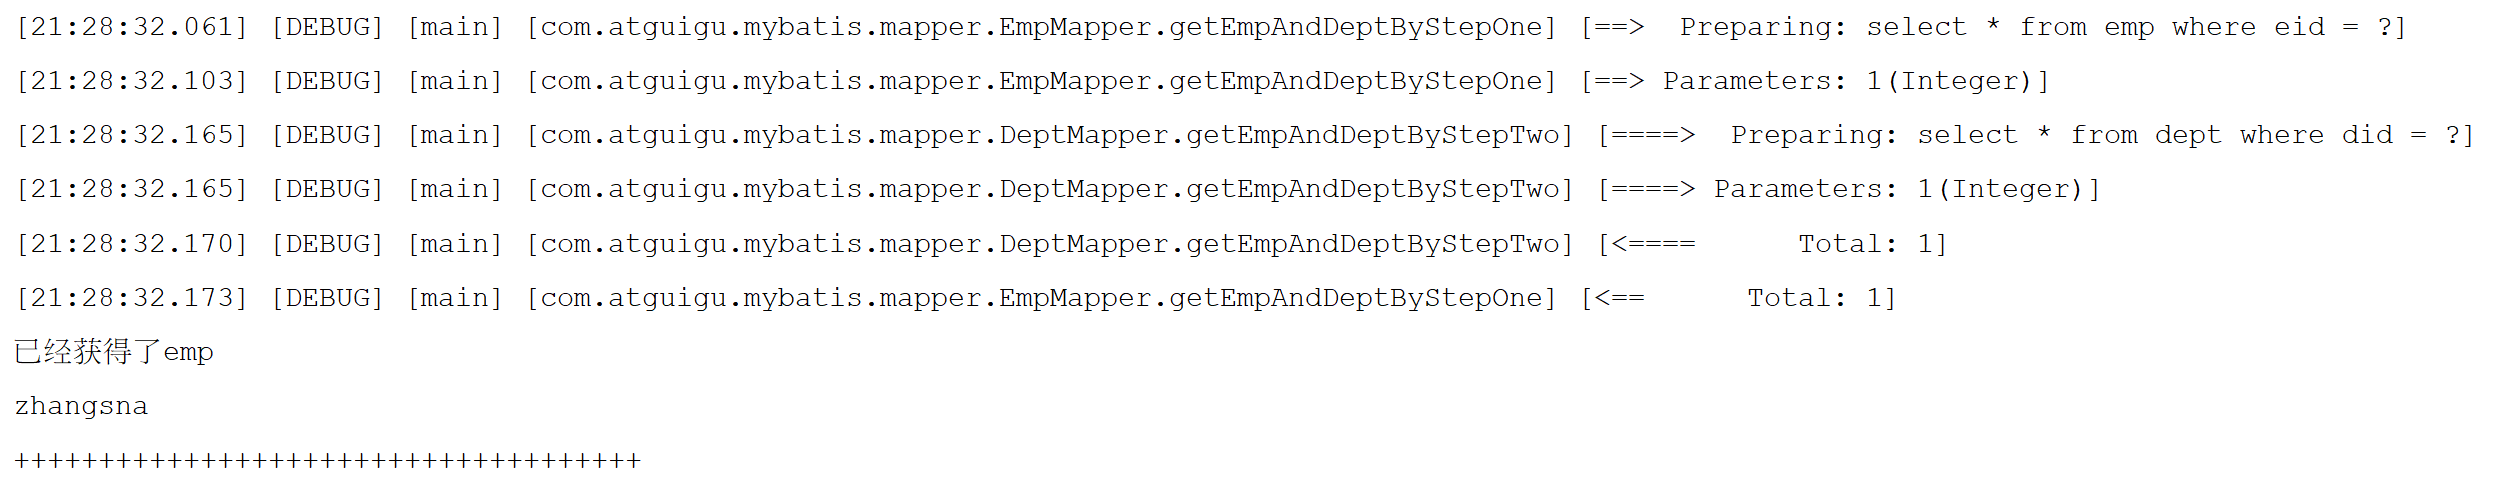 [21:28:32.061] [DEBUG] [main] [com.atguigu.mybatis.mapper.EmpMapper.getEmpAndDeptByStepOne] [==>  Preparing: select * from emp where eid = ?]
[21:28:32.103] [DEBUG] [main] [com.atguigu.mybatis.mapper.EmpMapper.getEmpAndDeptByStepOne] [==> Parameters: 1(Integer)]
[21:28:32.165] [DEBUG] [main] [com.atguigu.mybatis.mapper.DeptMapper.getEmpAndDeptByStepTwo] [====>  Preparing: select * from dept where did = ?]
[21:28:32.165] [DEBUG] [main] [com.atguigu.mybatis.mapper.DeptMapper.getEmpAndDeptByStepTwo] [====> Parameters: 1(Integer)]
[21:28:32.170] [DEBUG] [main] [com.atguigu.mybatis.mapper.DeptMapper.getEmpAndDeptByStepTwo] [<====      Total: 1]
[21:28:32.173] [DEBUG] [main] [com.atguigu.mybatis.mapper.EmpMapper.getEmpAndDeptByStepOne] [<==      Total: 1]
已经获得了emp
zhangsna
+++++++++++++++++++++++++++++++++++++